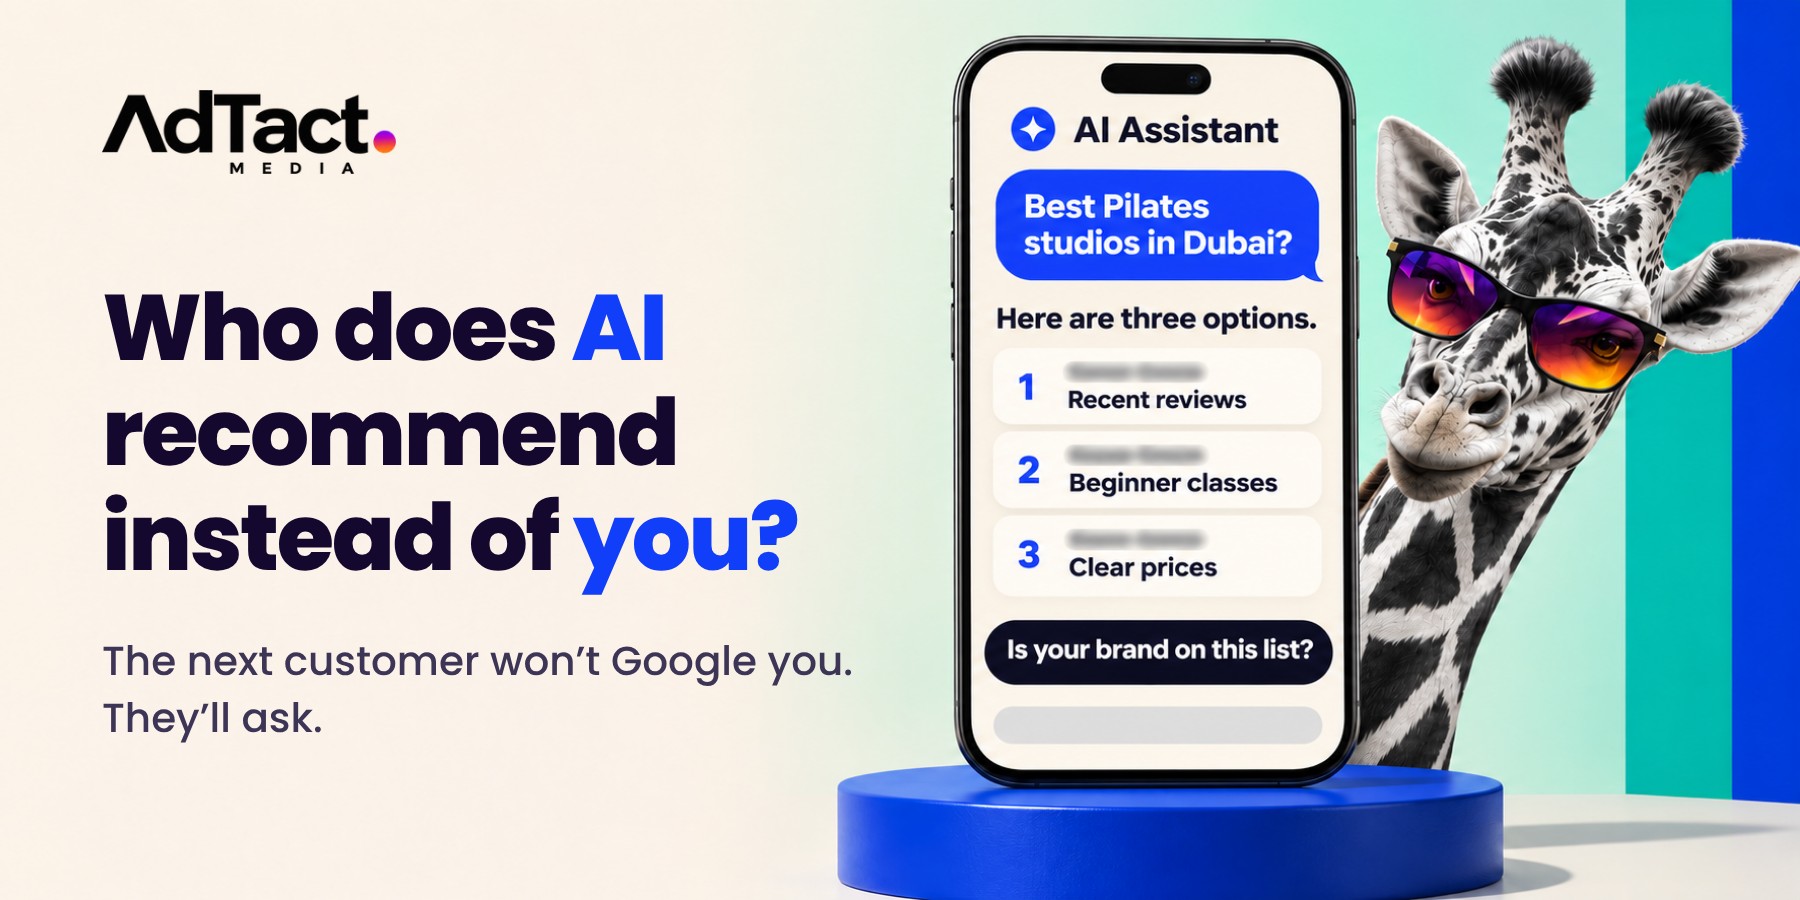 AdTact.
MEDIA
Who does AI
recommend
instead of you?
The next customer won’t Google you.
They’ll ask.
AI Assistant
Best Pilates
studios in Dubai?
Here are three options.
1
Recent reviews
2
Beginner classes
3
Clear prices
Is your brand on this list?